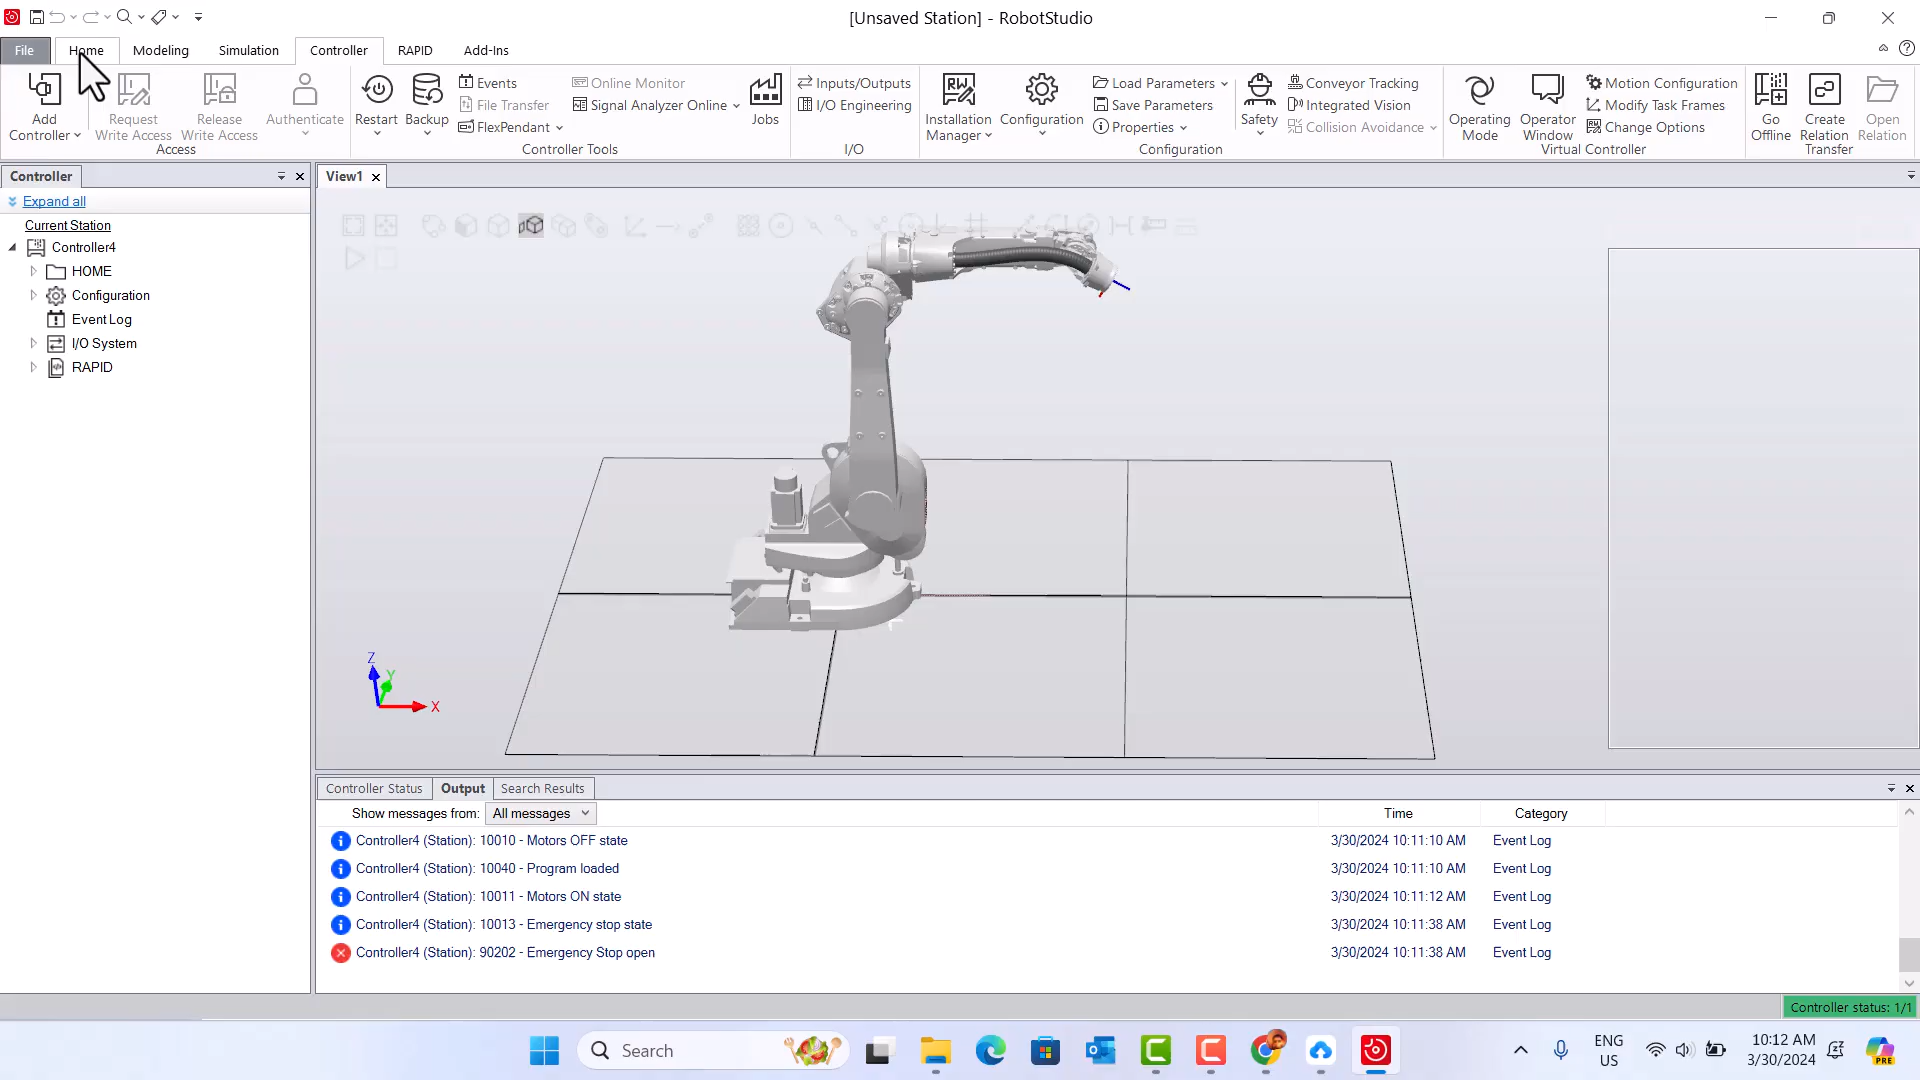 [Unsaved Station] - RobotStudio
File Home Modeling Simulation Controller RAPID Add-Ins
Add Controller
Request Write Access
Release Write Access
Authenticate
Access
Restart
Backup
Events
File Transfer
FlexPendant
Online Monitor
Signal Analyzer Online
Jobs
Controller Tools
Inputs/Outputs
I/O Engineering
I/O
Installation Manager
Configuration
Load Parameters
Save Parameters
Properties
Safety
Conveyor Tracking
Integrated Vision
Collision Avoidance
Configuration
Operating Mode
Operator Window
Motion Configuration
Modify Task Frames
Change Options
Virtual Controller
Go Offline
Create Relation
Open Relation
Transfer
Controller
Expand all
Current Station
Controller4
HOME
Configuration
Event Log
I/O System
RAPID
View1
Z
Y
X
Controller Status Output Search Results
Show messages from: All messages Time Category
Controller4 (Station): 10010 - Motors OFF state 3/30/2024 10:11:10 AM Event Log
Controller4 (Station): 10040 - Program loaded 3/30/2024 10:11:10 AM Event Log
Controller4 (Station): 10011 - Motors ON state 3/30/2024 10:11:12 AM Event Log
Controller4 (Station): 10013 - Emergency stop state 3/30/2024 10:11:38 AM Event Log
Controller4 (Station): 90202 - Emergency Stop open 3/30/2024 10:11:38 AM Event Log
Controller status: 1/1
Search
ENG
US
10:12 AM
3/30/2024
PRE